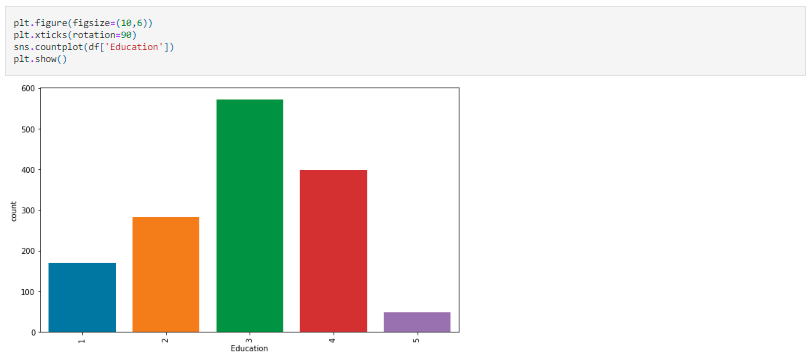 plt.figure(figsize=(10,6))
plt.xticks(rotation=90)
sns.countplot(df['Education'])
plt.show()
600
500
400
300
200
100
0
count
1 2 3 4 5
Education